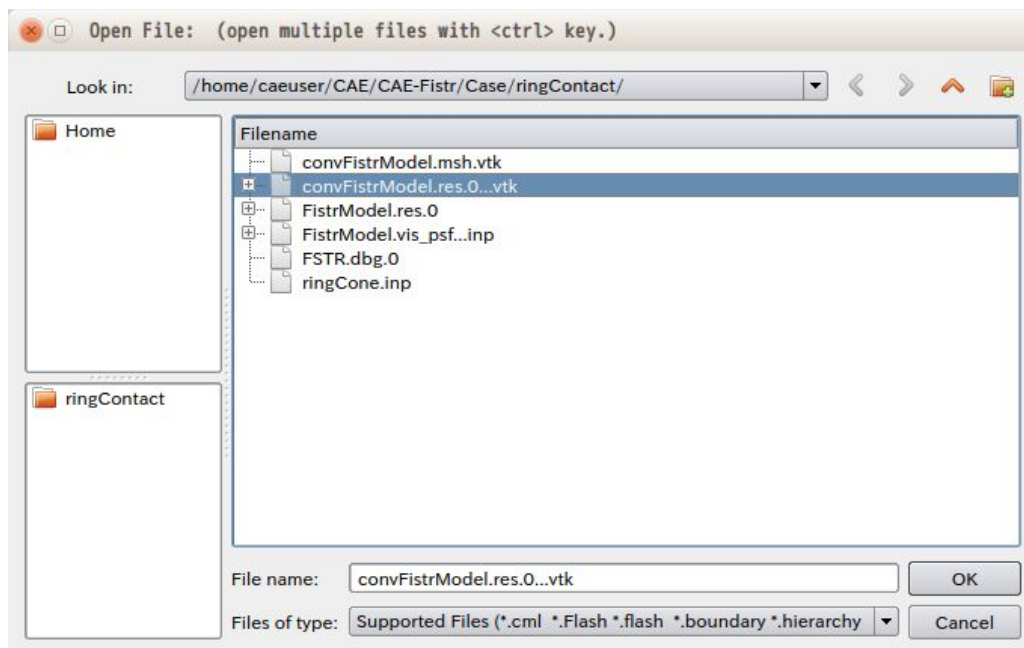 Open File:  (open multiple files with <ctrl> key.)
Look in:
/home/caeuser/CAE/CAE-Fistr/Case/ringContact/
Home
ringContact
Filename
convFistrModel.msh.vtk
convFistrModel.res.0...vtk
FistrModel.res.0
FistrModel.vis_psf...inp
FSTR.dbg.0
ringCone.inp
File name:
convFistrModel.res.0...vtk
OK
Files of type:
Supported Files (*.cml *.Flash *.flash *.boundary *.hierarchy
Cancel